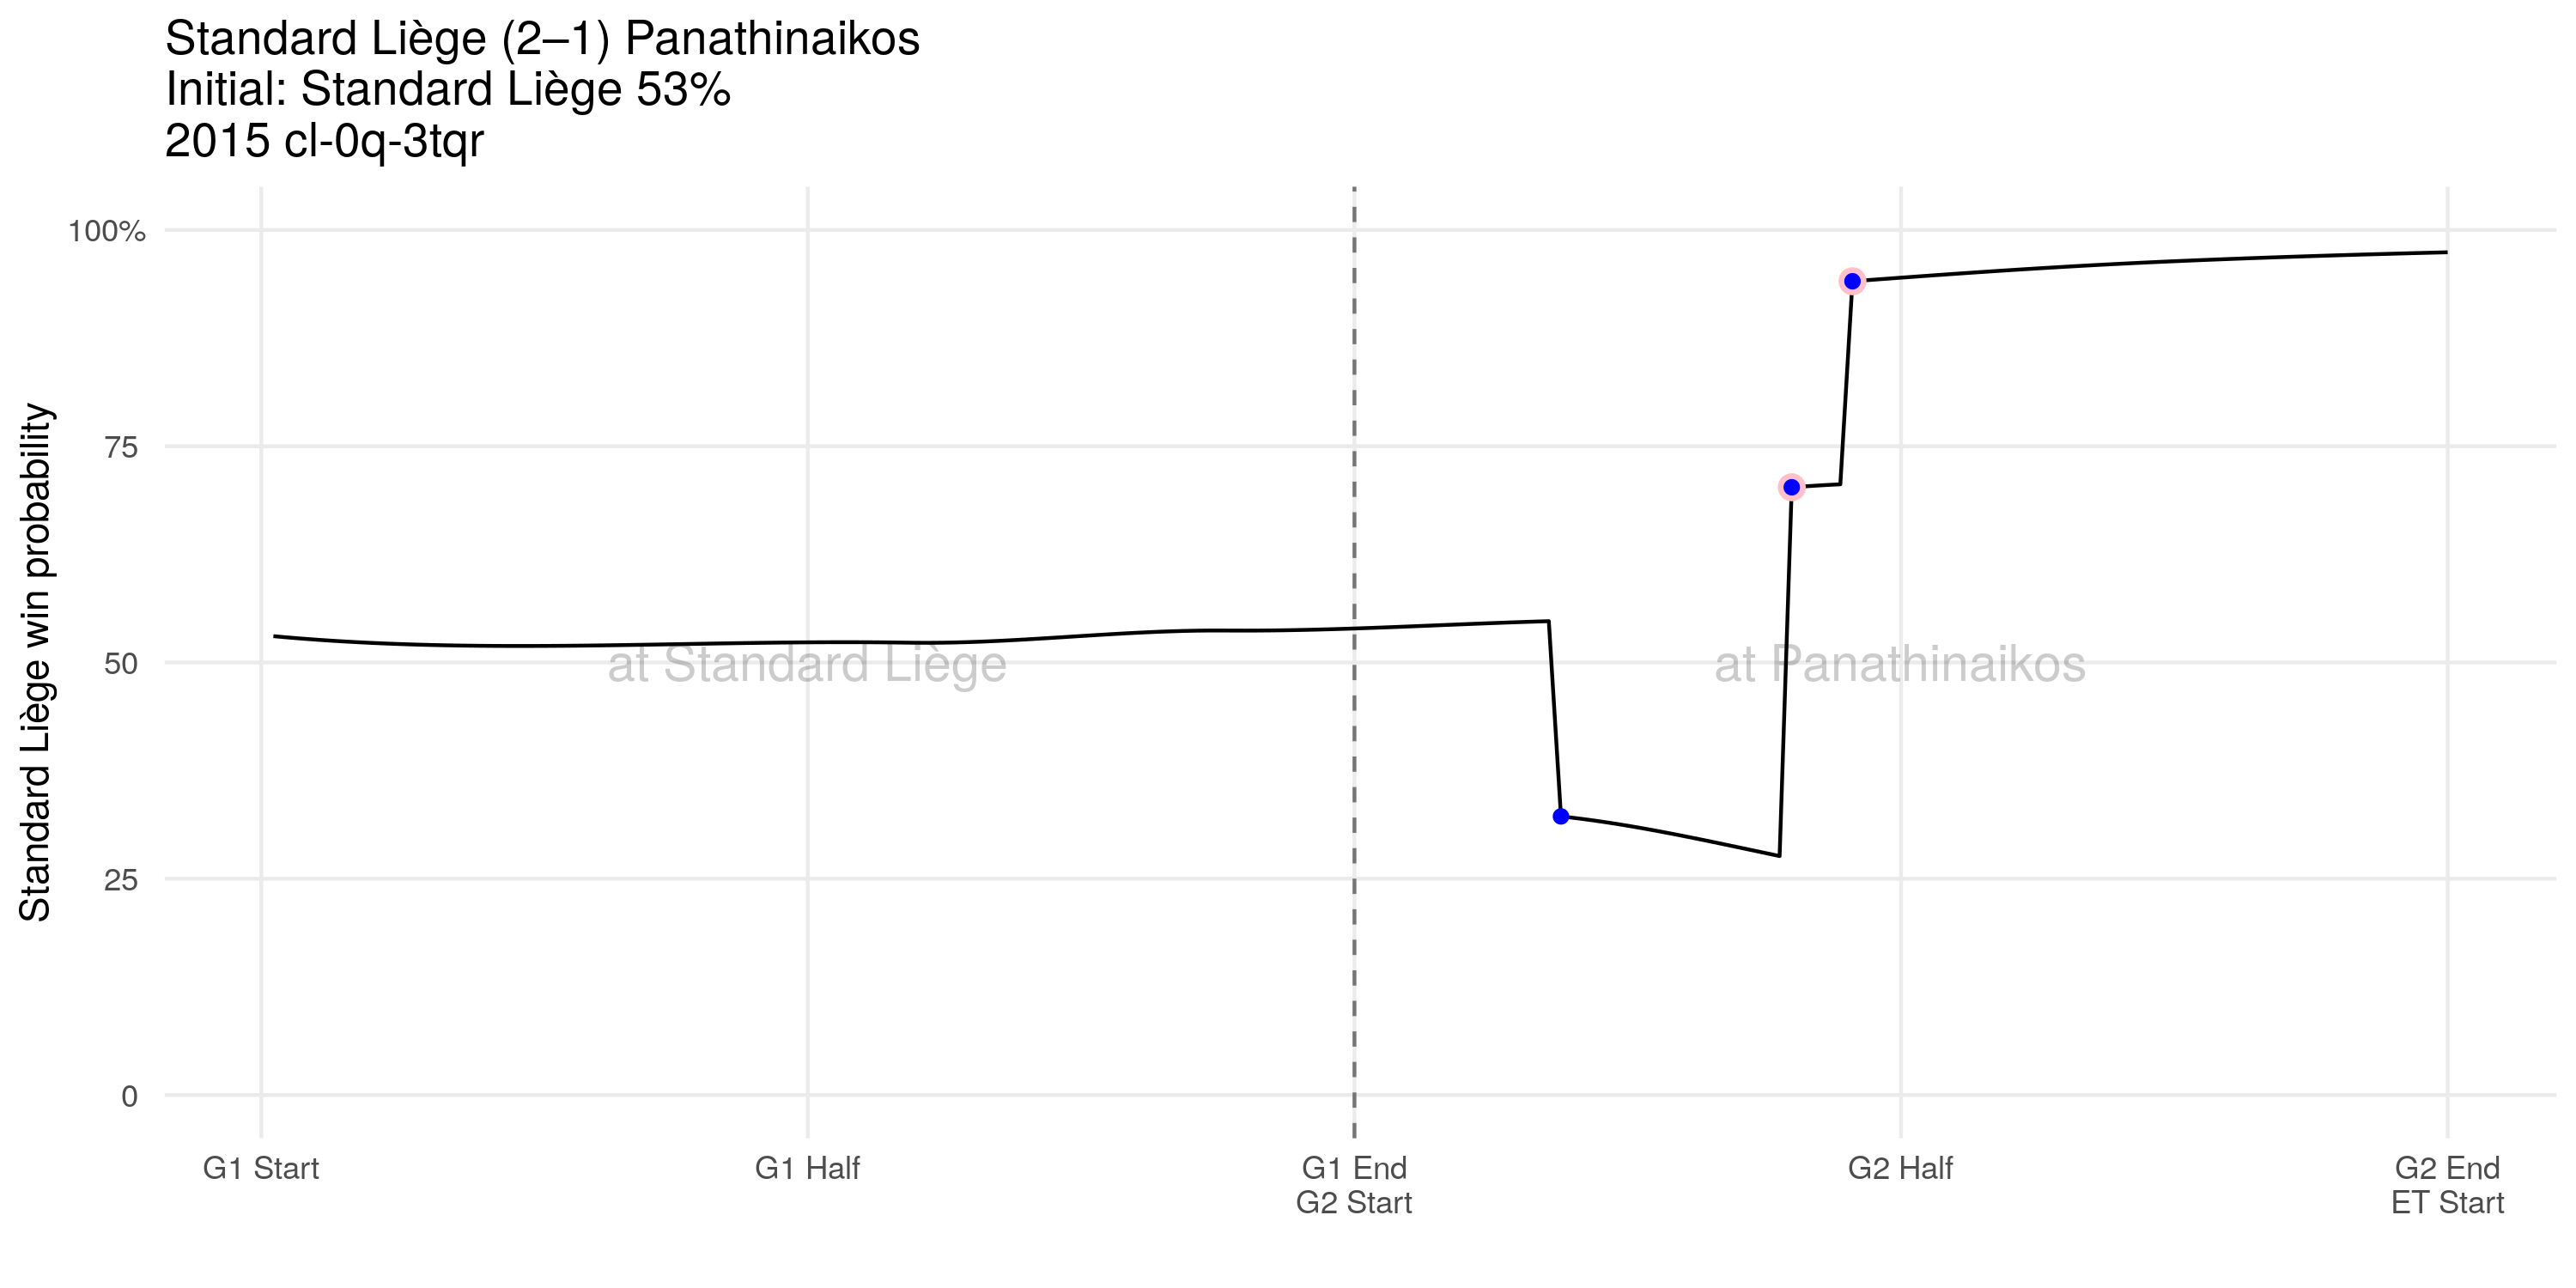 Standard Liège (2–1) Panathinaikos
Initial: Standard Liège 53%
2015 cl-0q-3tqr
Standard Liège win probability
100%
75
50
25
0
at Standard Liège
at Panathinaikos
G1 Start
G1 Half
G1 End
G2 Start
G2 Half
G2 End
ET Start